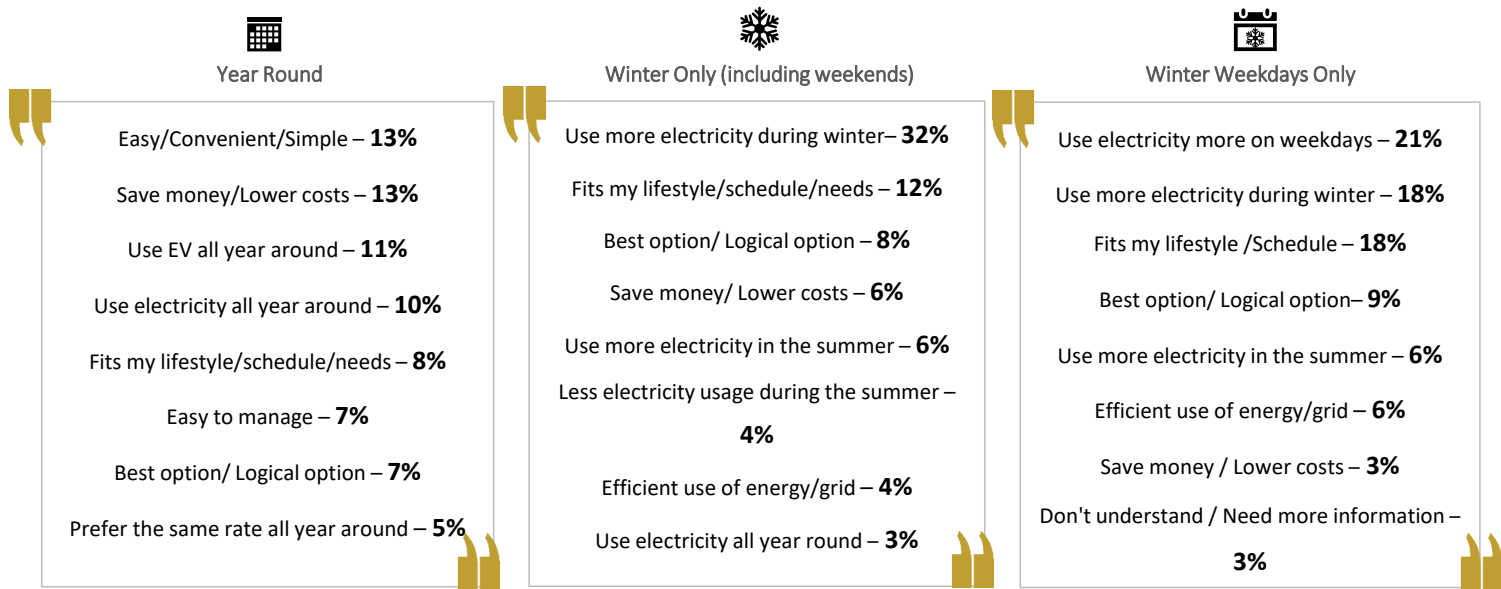 Year Round
Easy/Convenient/Simple – 13%
Save money/Lower costs – 13%
Use EV all year around – 11%
Use electricity all year around – 10%
Fits my lifestyle/schedule/needs – 8%
Easy to manage – 7%
Best option/ Logical option – 7%
Prefer the same rate all year around – 5%
Winter Only (including weekends)
Use more electricity during winter– 32%
Fits my lifestyle/schedule/needs – 12%
Best option/ Logical option – 8%
Save money/ Lower costs – 6%
Use more electricity in the summer – 6%
Less electricity usage during the summer –
4%
Efficient use of energy/grid – 4%
Use electricity all year round – 3%
Winter Weekdays Only
Use electricity more on weekdays – 21%
Use more electricity during winter – 18%
Fits my lifestyle /Schedule – 18%
Best option/ Logical option– 9%
Use more electricity in the summer – 6%
Efficient use of energy/grid – 6%
Save money / Lower costs – 3%
Don't understand / Need more information –
3%